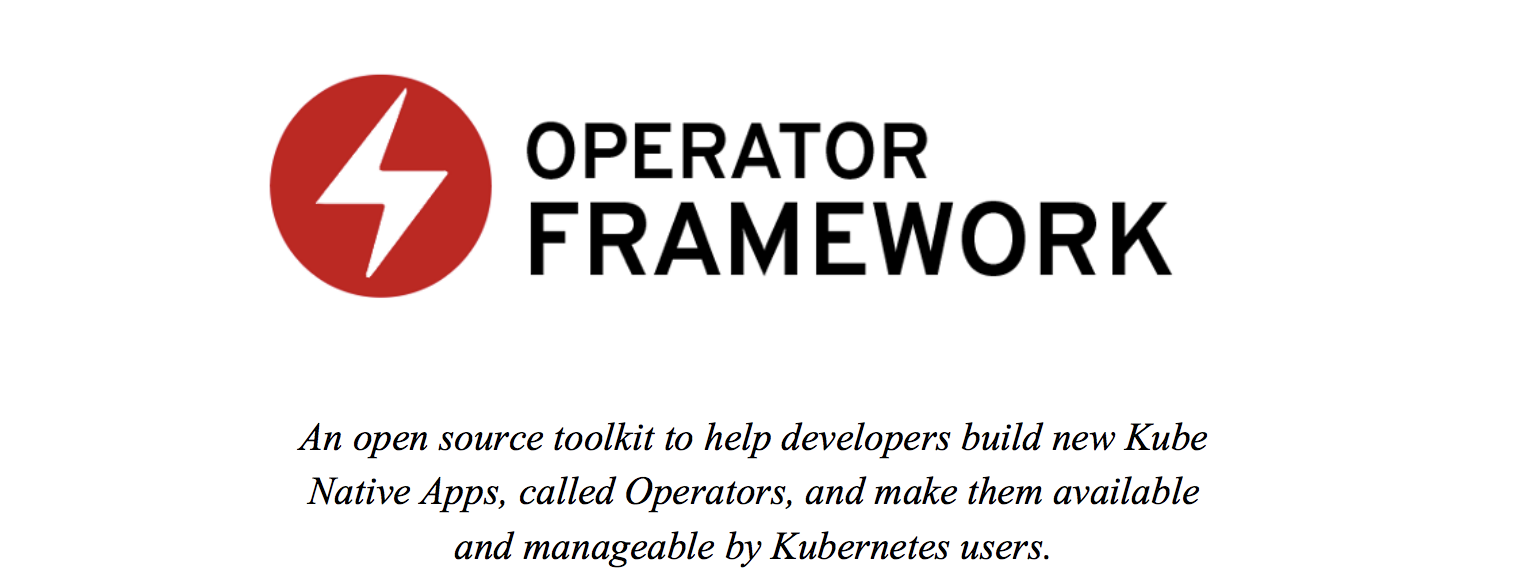 OPERATOR
FRAMEWORK
An open source toolkit to help developers build new Kube
Native Apps, called Operators, and make them available
and manageable by Kubernetes users.